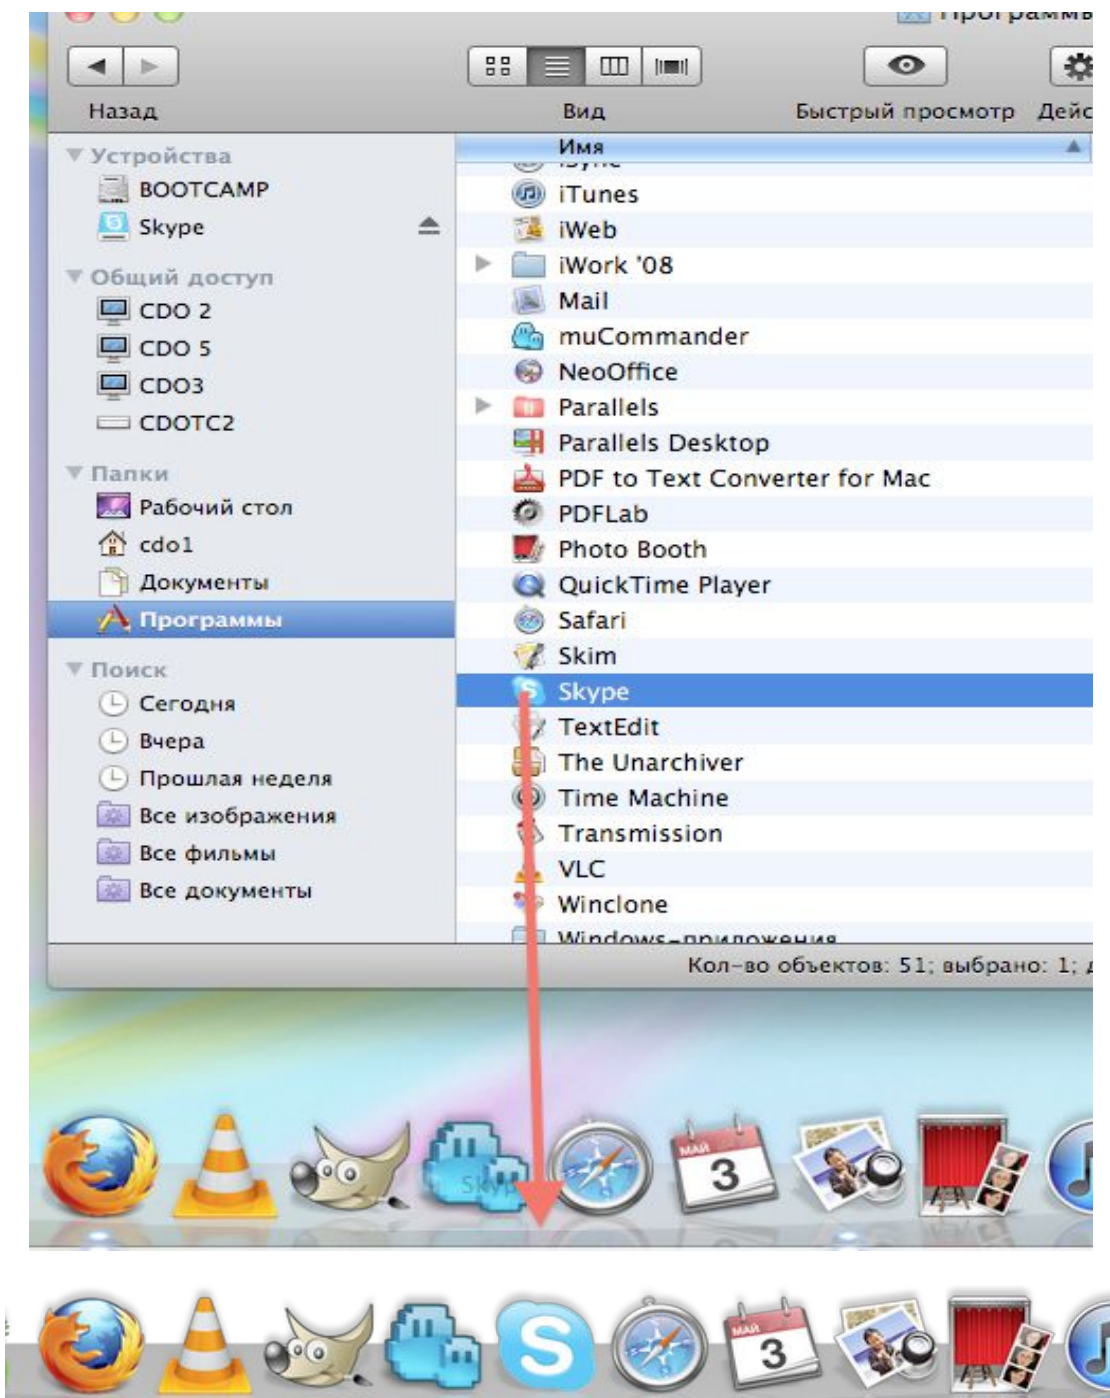 Программы
Назад
Вид
Быстрый просмотр
Дейс
Устройства
BOOTCAMP
Skype
Общий доступ
CDO 2
CDO 5
CDO3
CDOTC2
Папки
Рабочий стол
cdo1
Документы
Программы
Поиск
Сегодня
Вчера
Прошлая неделя
Все изображения
Все фильмы
Все документы
Имя
iSync
iTunes
iWeb
iWork '08
Mail
muCommander
NeoOffice
Parallels
Parallels Desktop
PDF to Text Converter for Mac
PDFLab
Photo Booth
QuickTime Player
Safari
Skim
Skype
TextEdit
The Unarchiver
Time Machine
Transmission
VLC
Winclone
Windows-приложения
Кол-во объектов: 51; выбрано: 1; д
МАЙ
3
МАЙ
3